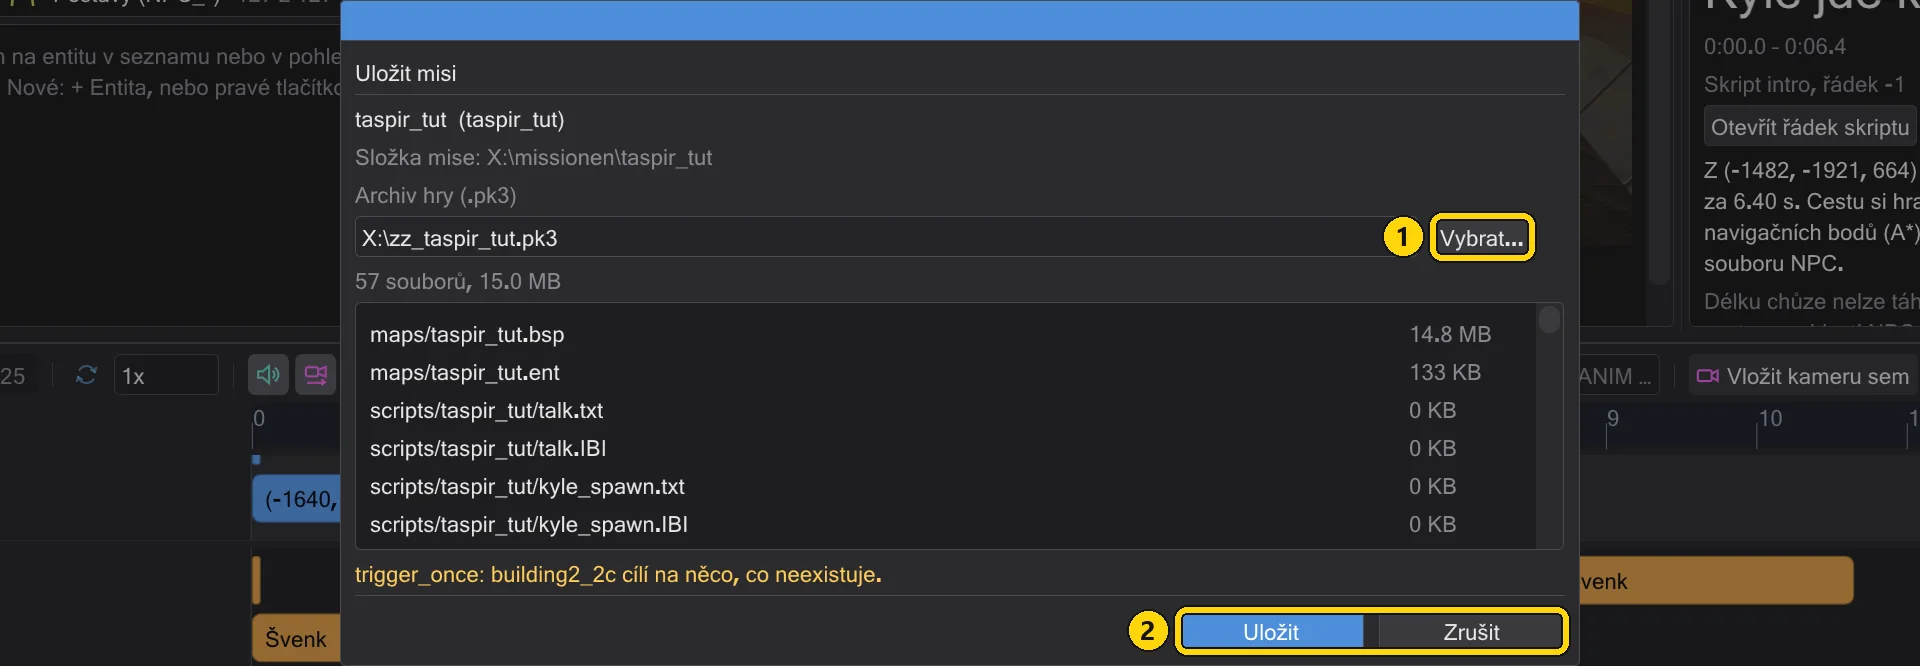 n na entitu v seznamu nebo v pohle
Nové: + Entita, nebo pravé tlačítko
25
1x
0
(-1640,
Švenk
Uložit misi
taspir_tut (taspir_tut)
Složka mise: X:\missionen\taspir_tut
Archiv hry (.pk3)
X:\zz_taspir_tut.pk3
1
Vybrat...
57 souborů, 15.0 MB
maps/taspir_tut.bsp 14.8 MB
maps/taspir_tut.ent 133 KB
scripts/taspir_tut/talk.txt 0 KB
scripts/taspir_tut/talk.IBI 0 KB
scripts/taspir_tut/kyle_spawn.txt 0 KB
scripts/taspir_tut/kyle_spawn.IBI 0 KB
trigger_once: building2_2c cílí na něco, co neexistuje.
2
Uložit
Zrušit
0:00.0 - 0:06.4
Skript intro, řádek -1
Otevřít řádek skriptu
Z (-1482, -1921, 664)
za 6.40 s. Cestu si hra
navigačních bodů (A*)
souboru NPC.
Délku chůze nelze táh
ANIM ...
Vložit kameru sem
9
10
1
venk